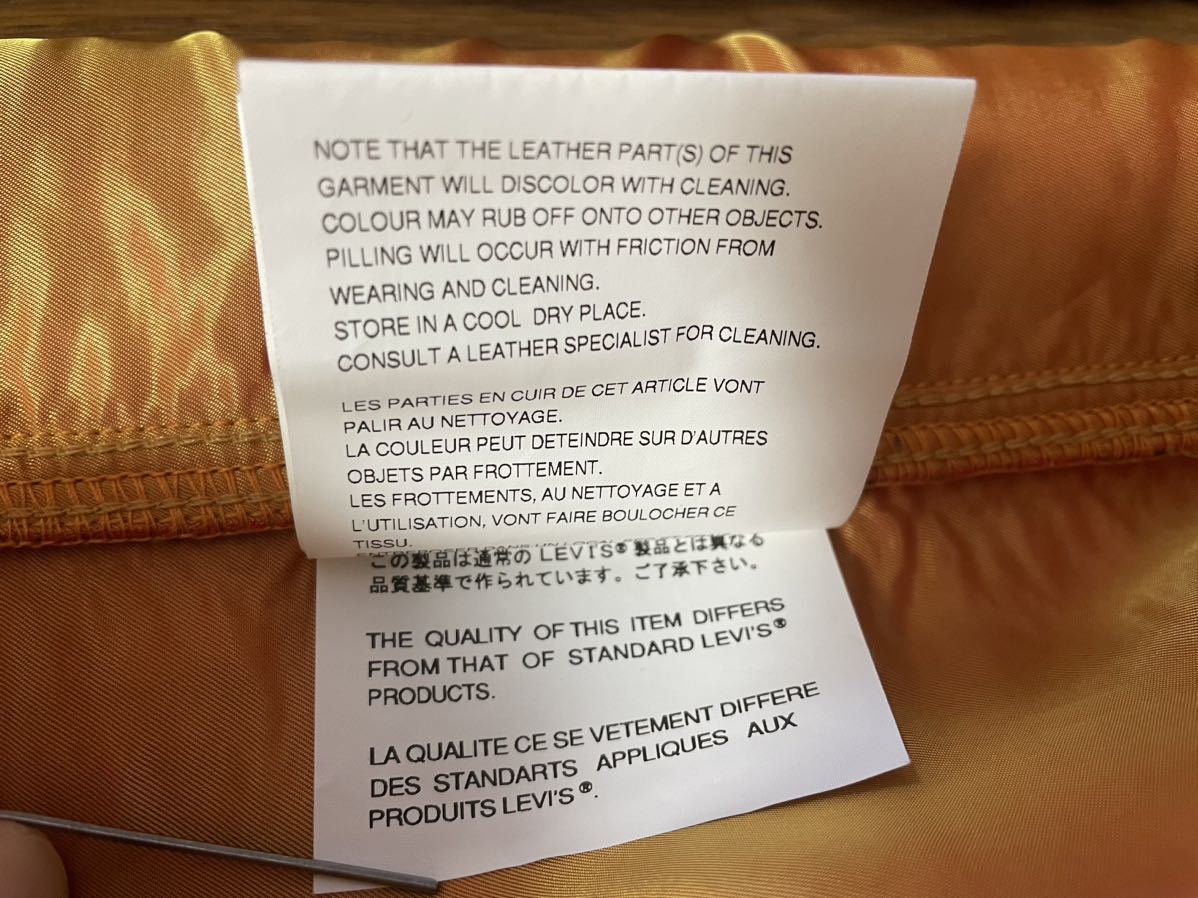 NOTE THAT THE LEATHER PART(S) OF THIS
GARMENT WILL DISCOLOR WITH CLEANING.
COLOUR MAY RUB OFF ONTO OTHER OBJECTS.
PILLING WILL OCCUR WITH FRICTION FROM
WEARING AND CLEANING.
STORE IN A COOL DRY PLACE.
CONSULT A LEATHER SPECIALIST FOR CLEANING.
LES PARTIES EN CUIR DE CET ARTICLE VONT
PALIR AU NETTOYAGE.
LA COULEUR PEUT DETEINDRE SUR D'AUTRES
OBJETS PAR FROTTEMENT.
LES FROTTEMENTS, AU NETTOYAGE ET A
L'UTILISATION, VONT FAIRE BOULOCHER CE
TISSU.
この製品は通常の LEVI'S® 製品とは異なる
品質基準で作られています。ご了承下さい。
THE QUALITY OF THIS ITEM DIFFERS
FROM THAT OF STANDARD LEVI'S®
PRODUCTS.
LA QUALITE CE SE VETEMENT DIFFERE
DES STANDARTS APPLIQUES AUX
PRODUITS LEVI'S®.